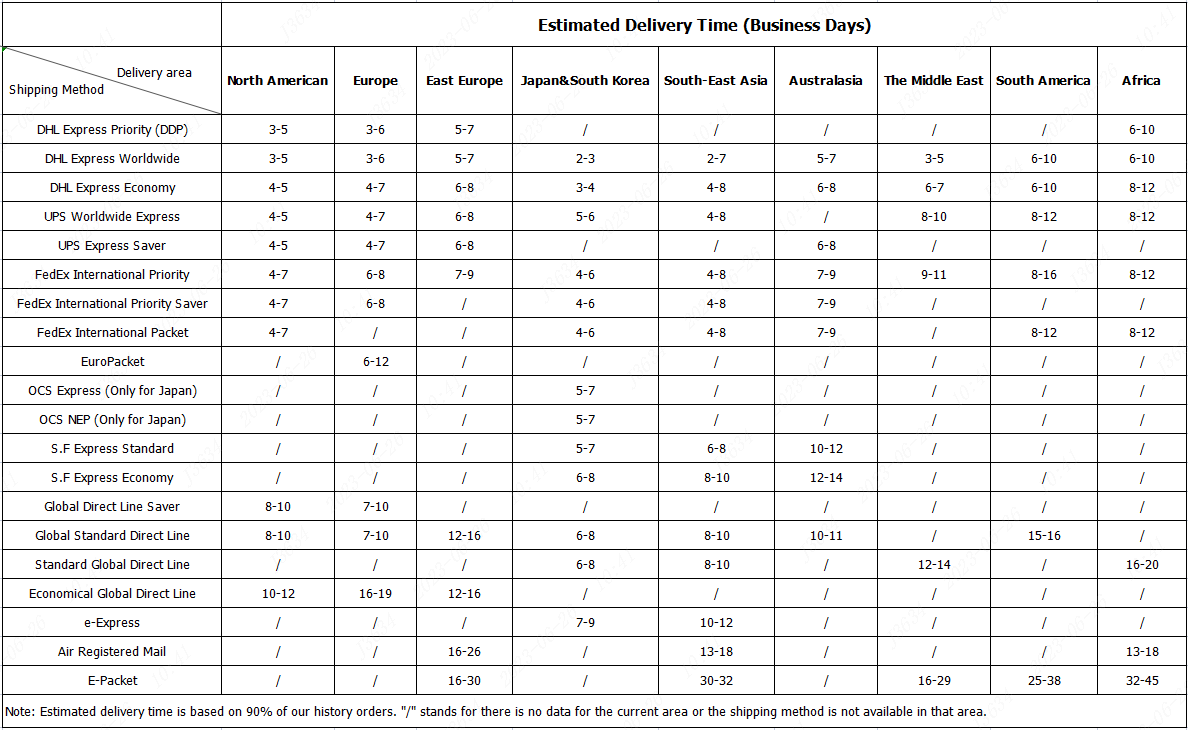 Estimated Delivery Time (Business Days)
Delivery area
Shipping Method
North American Europe East Europe Japan&South Korea South-East Asia Australasia The Middle East South America Africa
DHL Express Priority (DDP) 3-5 3-6 5-7 / / / / / 6-10
DHL Express Worldwide 3-5 3-6 5-7 2-3 2-7 5-7 3-5 6-10 6-10
DHL Express Economy 4-5 4-7 6-8 3-4 4-8 6-8 6-7 6-10 8-12
UPS Worldwide Express 4-5 4-7 6-8 5-6 4-8 / 8-10 8-12 8-12
UPS Express Saver 4-5 4-7 6-8 / / 6-8 / / /
FedEx International Priority 4-7 6-8 7-9 4-6 4-8 7-9 9-11 8-16 8-12
FedEx International Priority Saver 4-7 6-8 / 4-6 4-8 7-9 / / /
FedEx International Packet 4-7 / / 4-6 4-8 7-9 / 8-12 8-12
EuroPacket / 6-12 / / / / / / /
OCS Express (Only for Japan) / / / 5-7 / / / / /
OCS NEP (Only for Japan) / / / 5-7 / / / / /
S.F Express Standard / / / 5-7 6-8 10-12 / / /
S.F Express Economy / / / 6-8 8-10 12-14 / / /
Global Direct Line Saver 8-10 7-10 / / / / / / /
Global Standard Direct Line 8-10 7-10 12-16 6-8 8-10 10-11 / 15-16 /
Standard Global Direct Line / / / 6-8 8-10 / 12-14 / 16-20
Economical Global Direct Line 10-12 16-19 12-16 / / / / / /
e-Express / / / 7-9 10-12 / / / /
Air Registered Mail / / 16-26 / 13-18 / / / 13-18
E-Packet / / 16-30 / 30-32 / 16-29 25-38 32-45
Note: Estimated delivery time is based on 90% of our history orders. "/" stands for there is no data for the current area or the shipping method is not available in that area.